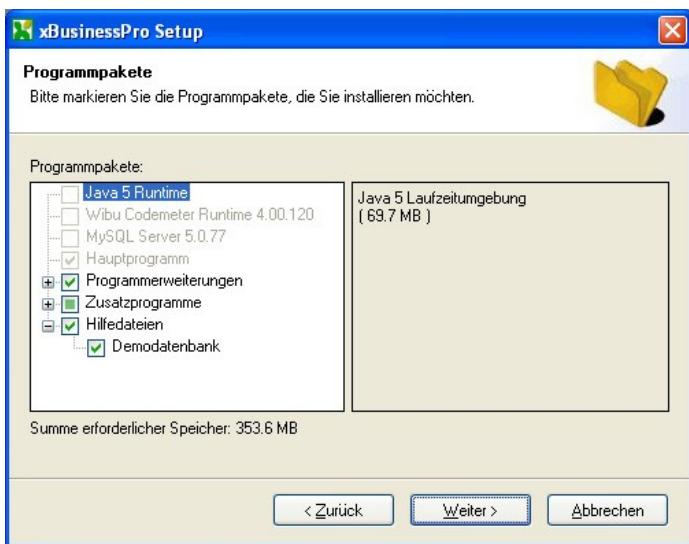 xBusinessPro Setup
Programmpakete
Bitte markieren Sie die Programmpakete, die Sie installieren möchten.
Programmpakete:
Java 5 Runtime
Wibu Codemeter Runtime 4.00.120
MySQL Server 5.0.77
Hauptprogramm
Programmerweiterungen
Zusatzprogramme
Hilfedateien
Demodatenbank
Java 5 Laufzeitumgebung
( 69.7 MB )
Summe erforderlicher Speicher: 353.6 MB
< Zurück
Weiter >
Abbrechen